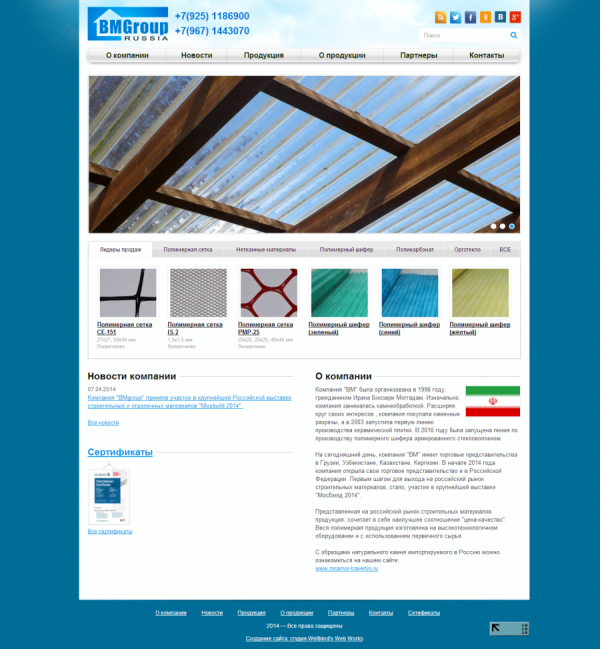 BMGroup
RUSSIA
+7(925) 1186900
+7(967) 1443070
Поиск
О компании Новости Продукция О продукции Партнеры Контакты
Лидеры продаж Полимерная сетка Нетканные материалы Полимерный шифер Поликарбонат Оргстекло ВСЕ
Полимерная сетка CE.151
27x27, 50x50 мм
Полиэтилен
Полимерная сетка IS 2
1,5x1,5 мм
Полиэтилен
Полимерная сетка PMP.25
20x20, 25x25, 40x40 мм
Полиэтилен
Полимерный шифер (зеленый)
Полимерный шифер (синий)
Полимерный шифер (жёлтый)
Новости компании
07.04.2014
Компания "BMgroup" приняла участие в крупнейшей Российской выставке
строительных и отделочных материалов "Mosbuild 2014".
Все новости
Сертификаты
Все сертификаты
О компании
Компания "BM" была организована в 1998 году,
гражданином Ирана Боозари Могтадам. Изначально,
компания занималась камнеобработкой. Расширяя
круг своих интересов , компания покупала каменные
разрезы, а в 2003 запустила первую линию
производства керамической плитки. В 2010 году была запущена линия по
производству полимерного шифера армированного стекловолокном.
На сегодняшний день, компания "BM" имеет торговые представительства
в Грузии, Узбекистане, Казахстане, Киргизии. В начале 2014 года
компания открыла свое торговое представительство и в Российской
Федерации. Первым шагом для выхода на российский рынок
строительных материалов, стало, участие в крупнейшей выставке
"МосБилд 2014".
Представленная на российский рынок строительных материалов
продукция, сочетает в себе наилучшее соотношение "цена-качество".
Вся полимерная продукция изготовлена на высокотехнологичном
оборудовании и с использованием первичного сырья.
С образцами натурального камня импортируемого в Россию можно
ознакомиться на нашем сайте:
www.mramor-travertin.ru
О компании Новости Продукция О продукции Партнеры Контакты Сетификаты
2014 — Все права защищены
Создание сайта: студия Wellkind's Web Works